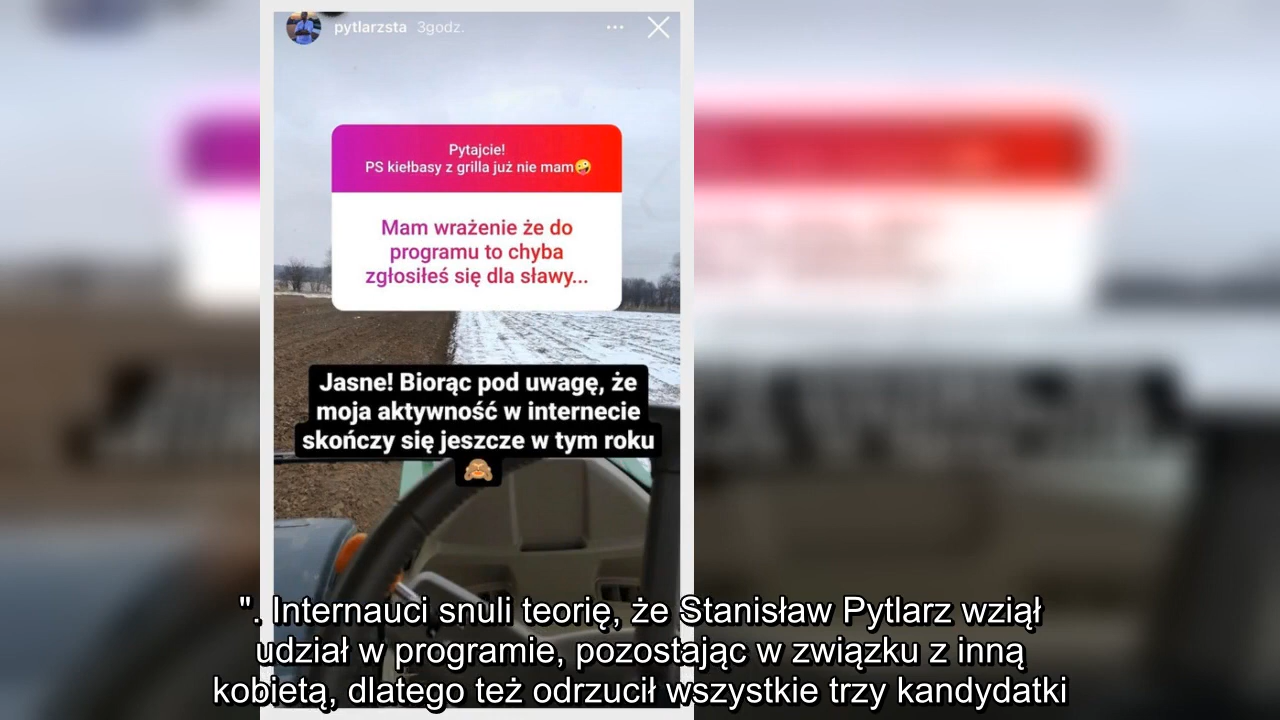 pytlarzsta 3godz.
Pytajcie!
PS kiełbasy z grilla już nie mam🤪
Mam wrażenie że do
programu to chyba
zgłosiłeś się dla sławy...
Jasne! Biorąc pod uwagę, że
moja aktywność w internecie
skończy się jeszcze w tym roku
🙈
". Internauci snuli teorię, że Stanisław Pytlarz wziął
udział w programie, pozostając w związku z inną
kobietą, dlatego też odrzucił wszystkie trzy kandydatki